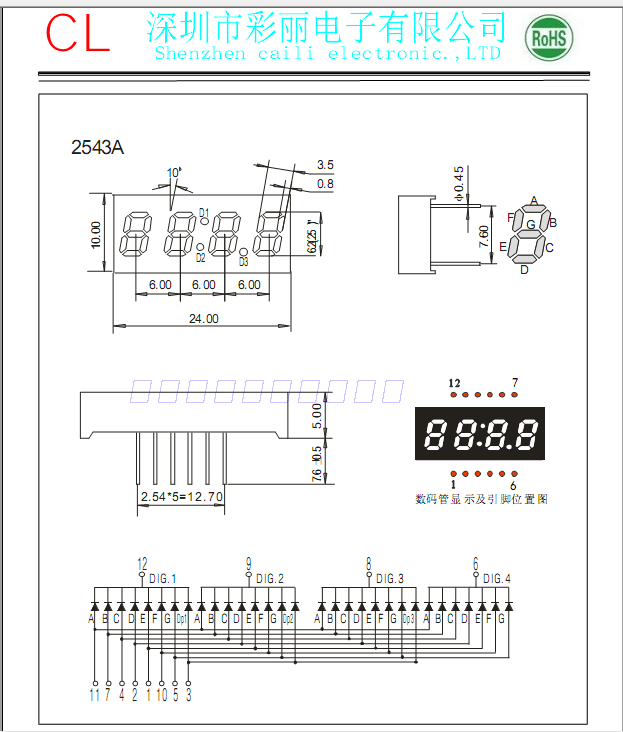 CL
深圳市彩丽电子有限公司
Shenzhen caili electronic.,LTD
RoHS
2543A
10°
3.5
0.8
10.00
D1
D2
D3
6.00
6.00
6.00
24.00
φ0.45
7.60
A
F
B
G
E
C
D
5.00
7.6±0.5
2.54*5=12.70
12
7
1
6
数码管显示及引脚位置图
12
9
8
6
DIG.1
DIG.2
DIG.3
DIG.4
A B C D E F G Dp1
A B C D E F G Dp2
A B C D E F G Dp3
A B C D E F G
11 7 4 2 1 10 5 3